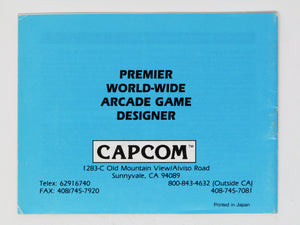 PREMIER
WORLD-WIDE
ARCADE GAME
DESIGNER
CAPCOM™
1283-C Old Mountain View/Alviso Road
Sunnyvale, CA 94089
Telex: 62916740 800-843-4632 (Outside CA)
FAX: 408/745-7920 408-745-7081
Printed in Japan